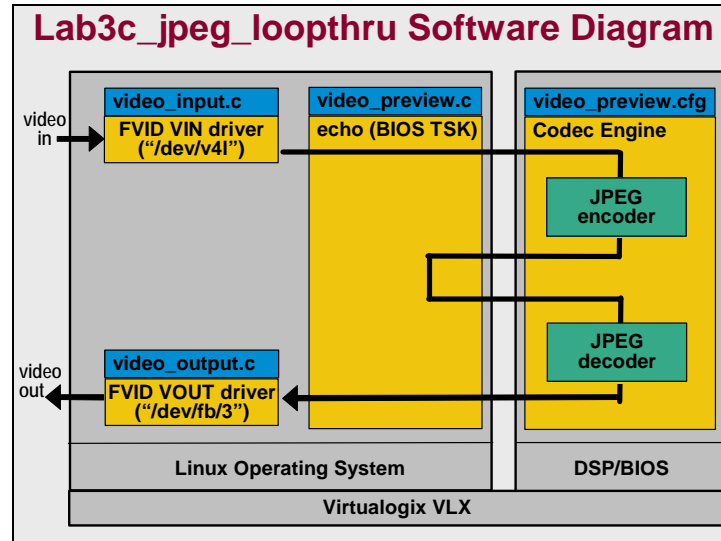 Lab3c_jpeg_loopthru Software Diagram
video_input.c
video_preview.c
video_preview.cfg
video
in
FVID VIN driver
(“/dev/v4l”)
echo (BIOS TSK)
Codec Engine
JPEG
encoder
JPEG
decoder
video_output.c
video
out
FVID VOUT driver
(“/dev/fb/3”)
Linux Operating System
DSP/BIOS
Virtualogix VLX